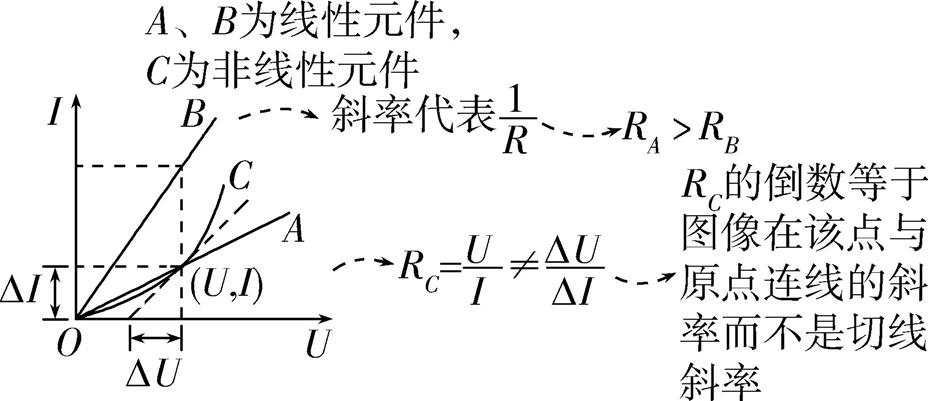 A、B为线性元件,
C为非线性元件
I
B
斜率代表1/R
R_A > R_B
C
A
ΔI
(U,I)
R_C=U/I≠ΔU/ΔI
R_C的倒数等于
图像在该点与
原点连线的斜
率而不是切线
斜率
O
U
ΔU